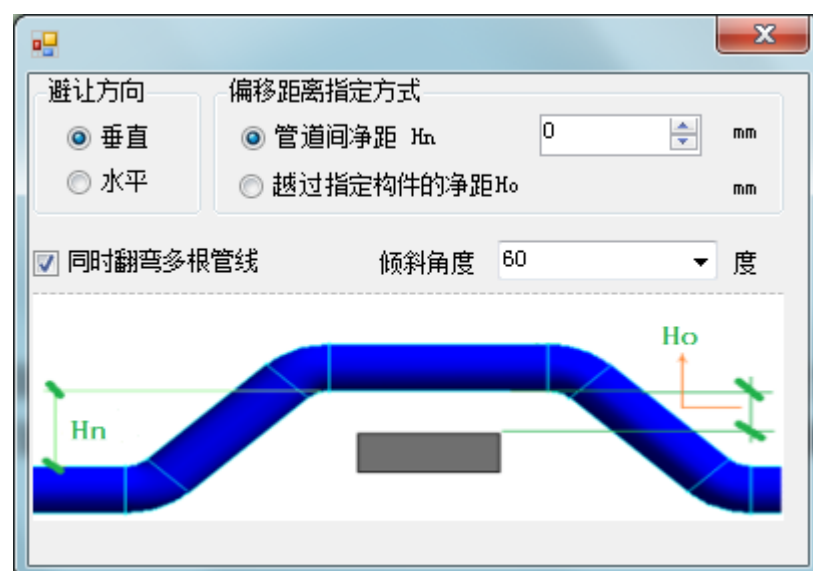 避让方向 偏移距离指定方式
垂直 管道间净距 Hn 0 mm
水平 越过指定构件的净距Ho mm
同时翻弯多根管线 倾斜角度 60 度
Ho
Hn